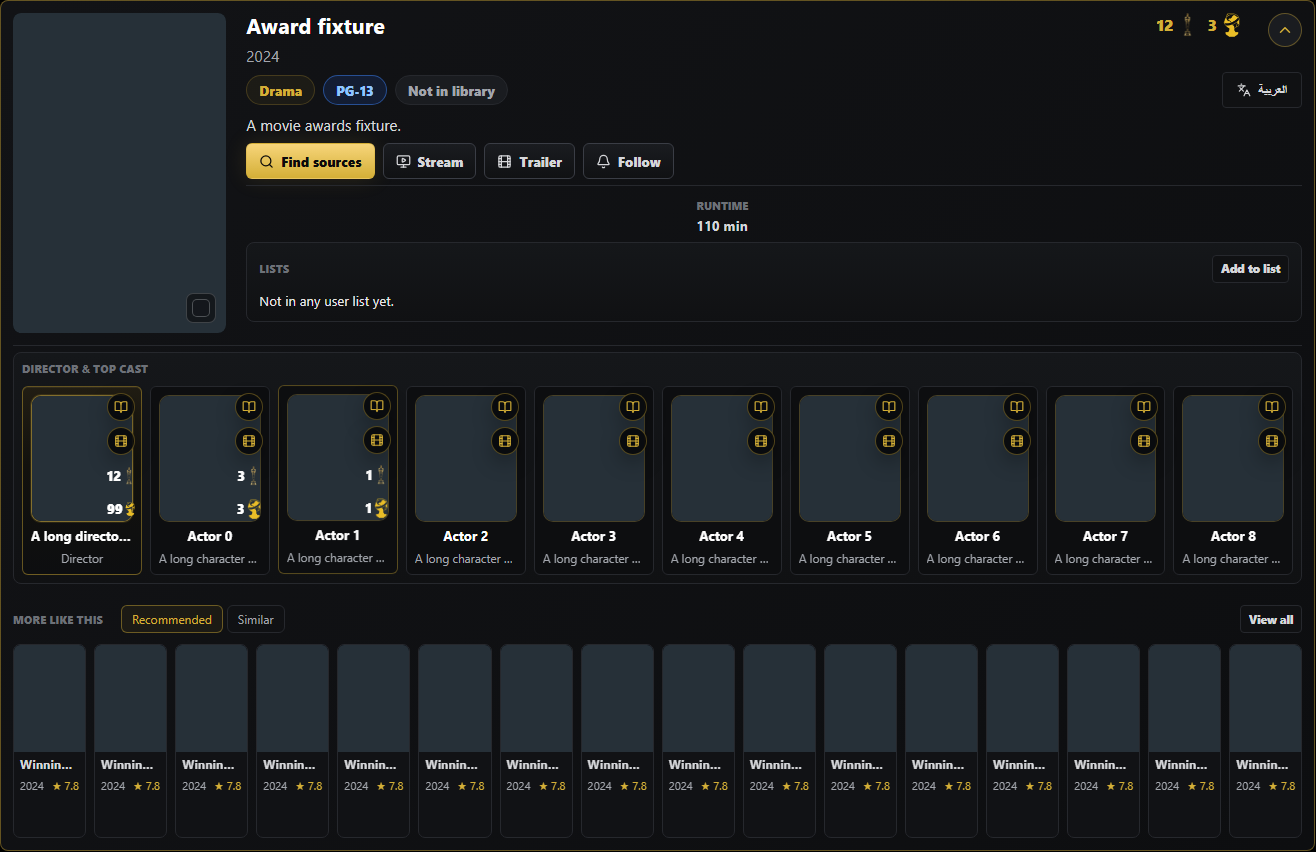 Award fixture
12 3
2024
Drama PG-13 Not in library
العربية
A movie awards fixture.
Find sources Stream Trailer Follow
RUNTIME
110 min
LISTS
Add to list
Not in any user list yet.
DIRECTOR & TOP CAST
12 3 1
99 3 1
A long directo... Actor 0 Actor 1 Actor 2 Actor 3 Actor 4 Actor 5 Actor 6 Actor 7 Actor 8
Director A long character ... A long character ... A long character ... A long character ... A long character ... A long character ... A long character ... A long character ... A long character ...
MORE LIKE THIS Recommended Similar View all
Winnin... Winnin... Winnin... Winnin... Winnin... Winnin... Winnin... Winnin... Winnin... Winnin... Winnin... Winnin... Winnin... Winnin... Winnin... Winnin...
2024 ★ 7.8 2024 ★ 7.8 2024 ★ 7.8 2024 ★ 7.8 2024 ★ 7.8 2024 ★ 7.8 2024 ★ 7.8 2024 ★ 7.8 2024 ★ 7.8 2024 ★ 7.8 2024 ★ 7.8 2024 ★ 7.8 2024 ★ 7.8 2024 ★ 7.8 2024 ★ 7.8 2024 ★ 7.8